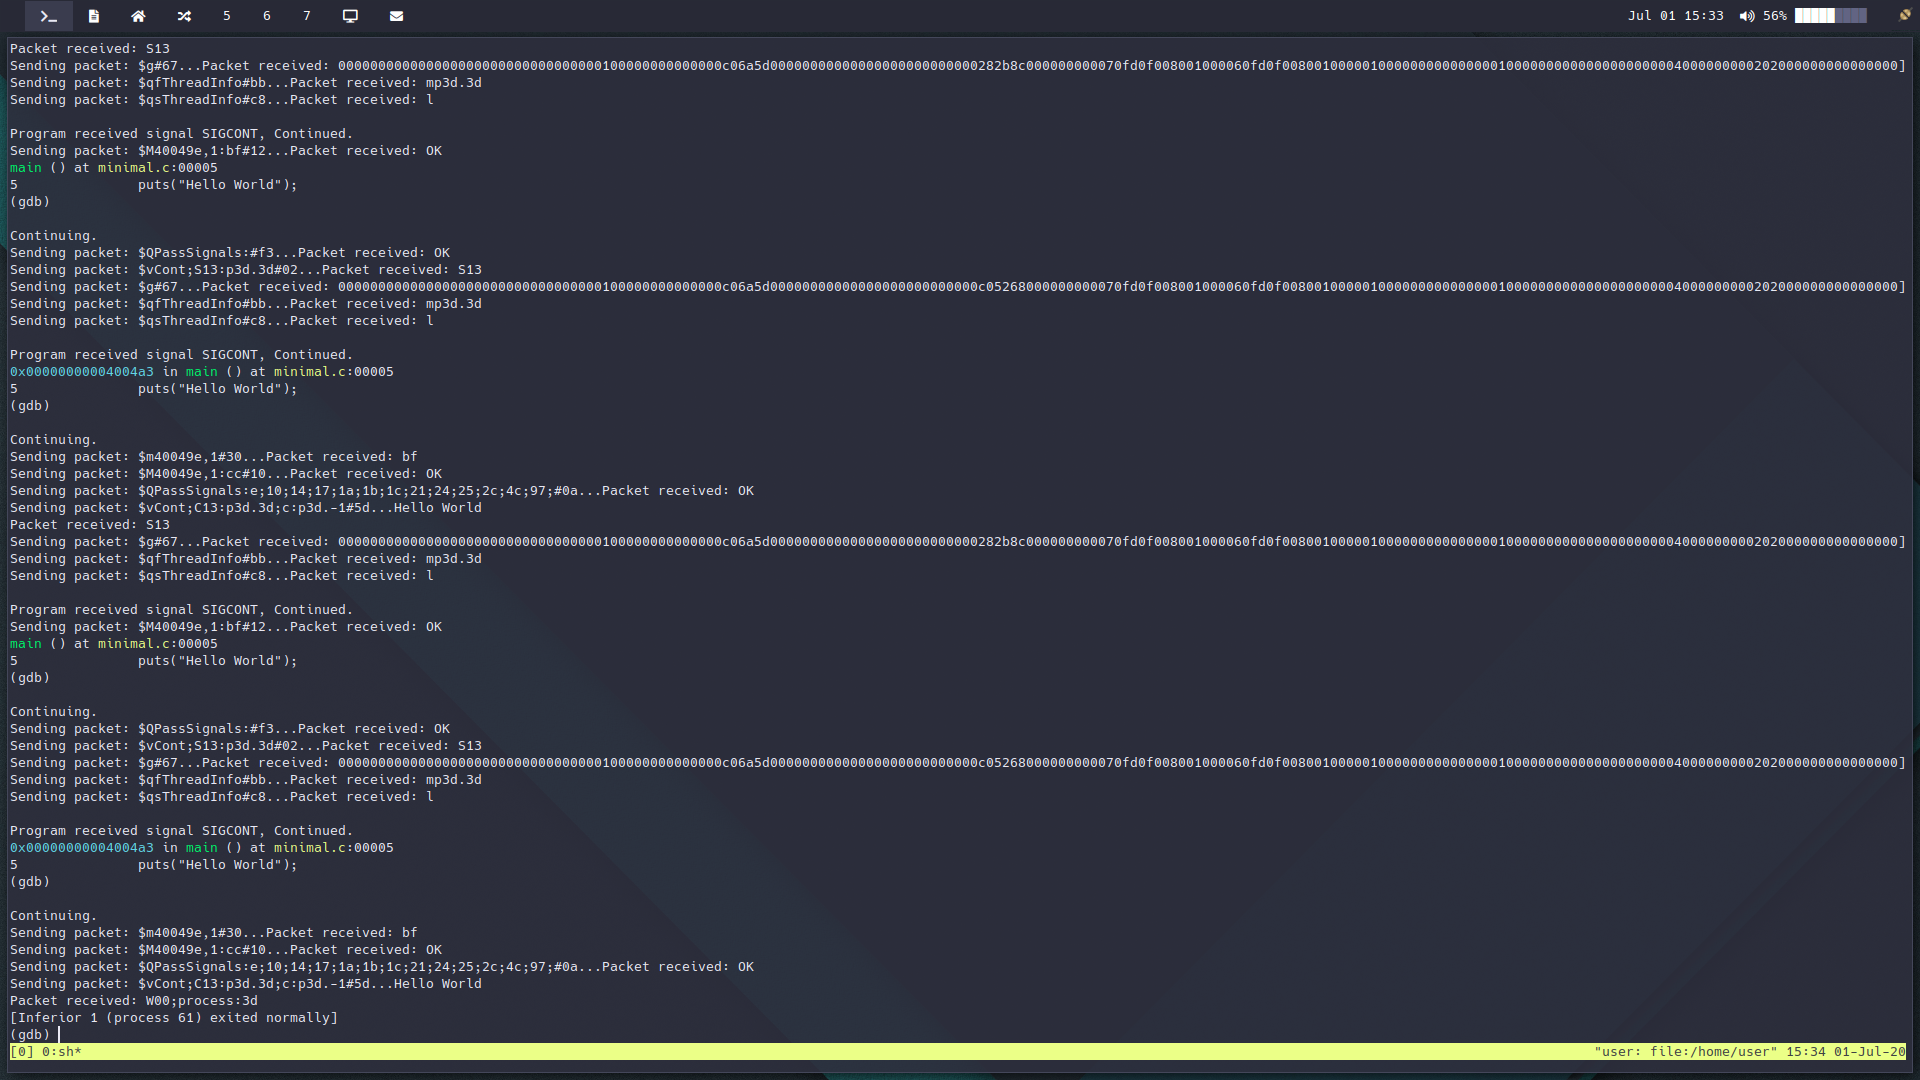 Jul 01 15:33 56%
5 6 7
Packet received: S13
Sending packet: $g#67...Packet received: 000000000000000000000000000000000100000000000000c06a5d00000000000000000000000000282b8c000000000070fd0f008001000060fd0f008001000001000000000000000100000000000000000000040000000000020200000000000000]
Sending packet: $qfThreadInfo#bb...Packet received: mp3d.3d
Sending packet: $qsThreadInfo#c8...Packet received: l

Program received signal SIGCONT, Continued.
Sending packet: $M40049e,1:bf#12...Packet received: OK
main () at minimal.c:00005
5               puts("Hello World");
(gdb)

Continuing.
Sending packet: $QPassSignals:#f3...Packet received: OK
Sending packet: $vCont;S13:p3d.3d#02...Packet received: S13
Sending packet: $g#67...Packet received: 000000000000000000000000000000000100000000000000c06a5d00000000000000000000000000c05268000000000070fd0f008001000060fd0f008001000001000000000000000100000000000000000000040000000000020200000000000000]
Sending packet: $qfThreadInfo#bb...Packet received: mp3d.3d
Sending packet: $qsThreadInfo#c8...Packet received: l

Program received signal SIGCONT, Continued.
0x00000000004004a3 in main () at minimal.c:00005
5               puts("Hello World");
(gdb)

Continuing.
Sending packet: $m40049e,1#30...Packet received: bf
Sending packet: $M40049e,1:cc#10...Packet received: OK
Sending packet: $QPassSignals:e;10;14;17;1a;1b;1c;21;24;25;2c;4c;97;#0a...Packet received: OK
Sending packet: $vCont;C13:p3d.3d;c:p3d.-1#5d...Hello World
Packet received: S13
Sending packet: $g#67...Packet received: 000000000000000000000000000000000100000000000000c06a5d00000000000000000000000000282b8c000000000070fd0f008001000060fd0f008001000001000000000000000100000000000000000000040000000000020200000000000000]
Sending packet: $qfThreadInfo#bb...Packet received: mp3d.3d
Sending packet: $qsThreadInfo#c8...Packet received: l

Program received signal SIGCONT, Continued.
Sending packet: $M40049e,1:bf#12...Packet received: OK
main () at minimal.c:00005
5               puts("Hello World");
(gdb)

Continuing.
Sending packet: $QPassSignals:#f3...Packet received: OK
Sending packet: $vCont;S13:p3d.3d#02...Packet received: S13
Sending packet: $g#67...Packet received: 000000000000000000000000000000000100000000000000c06a5d00000000000000000000000000c05268000000000070fd0f008001000060fd0f008001000001000000000000000100000000000000000000040000000000020200000000000000]
Sending packet: $qfThreadInfo#bb...Packet received: mp3d.3d
Sending packet: $qsThreadInfo#c8...Packet received: l

Program received signal SIGCONT, Continued.
0x00000000004004a3 in main () at minimal.c:00005
5               puts("Hello World");
(gdb)

Continuing.
Sending packet: $m40049e,1#30...Packet received: bf
Sending packet: $M40049e,1:cc#10...Packet received: OK
Sending packet: $QPassSignals:e;10;14;17;1a;1b;1c;21;24;25;2c;4c;97;#0a...Packet received: OK
Sending packet: $vCont;C13:p3d.3d;c:p3d.-1#5d...Hello World
Packet received: W00;process:3d
[Inferior 1 (process 61) exited normally]
(gdb)
[0] 0:sh* "user: file:/home/user" 15:34 01-Jul-20